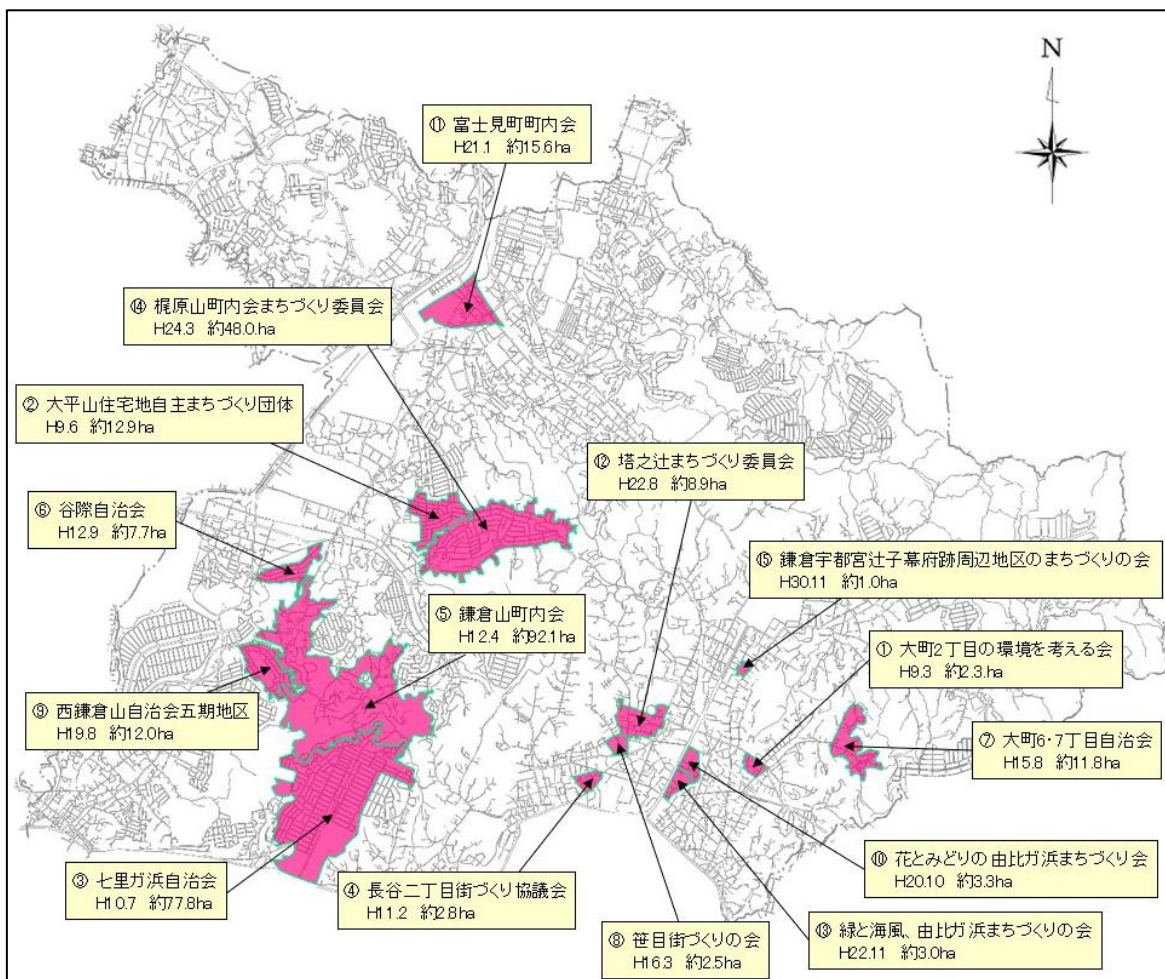 N
⑪ 富士見町町内会
H21.1 約15.6ha
⑭ 梶原山町内会まちづくり委員会
H24.3 約48.0.ha
② 大平山住宅地自主まちづくり団体
H9.6 約12.9ha
⑫ 塔之辻まちづくり委員会
H22.8 約8.9ha
⑥ 谷際自治会
H12.9 約7.7ha
⑮ 鎌倉宇都宮辻子幕府跡周辺地区のまちづくりの会
H30.11 約1.0ha
⑤ 鎌倉山町内会
H12.4 約92.1ha
① 大町2丁目の環境を考える会
H9.3 約2.3.ha
⑨ 西鎌倉山自治会五期地区
H19.8 約12.0ha
⑦ 大町6・7丁目自治会
H15.8 約11.8ha
③ 七里ガ浜自治会
H10.7 約77.8ha
④ 長谷二丁目街づくり協議会
H11.2 約2.8ha
⑩ 花とみどりの由比ガ浜まちづくり会
H20.10 約3.3ha
⑧ 笹目街づくりの会
H16.3 約2.5ha
⑬ 緑と海風、由比ガ浜まちづくりの会
H22.11 約3.0ha